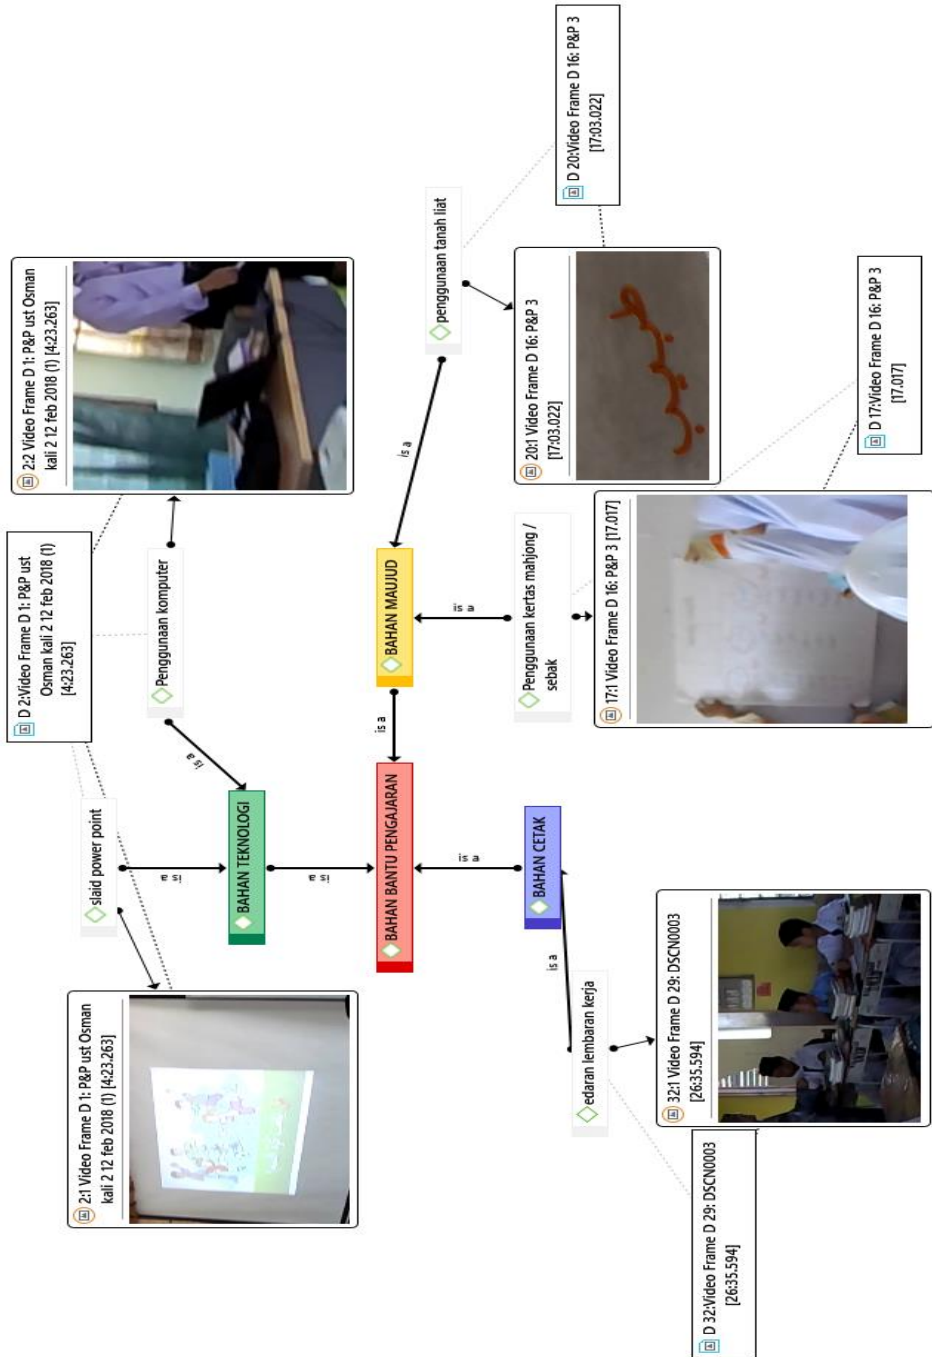 2:1 Video Frame D 1: P&P ust Osman
kali 2 12 feb 2018 (1) [4:23.263]
slaid power point
D 2:Video Frame D 1: P&P ust
Osman kali 2 12 feb 2018 (1)
[4:23.263]
2:2 Video Frame D 1: P&P ust Osman
kali 2 12 feb 2018 (1) [4:23.263]
Penggunaan komputer
is a
is a
BAHAN TEKNOLOGI
is a
BAHAN BANTU PENGAJARAN
is a
BAHAN MAUJUD
is a
penggunaan tanah liat
is a
BAHAN CETAK
is a
is a
Penggunaan kertas mahjong /
sebak
20:1 Video Frame D 16: P&P 3
[17:03.022]
D 20:Video Frame D 16: P&P 3
[17:03.022]
edaran lembaran kerja
17:1 Video Frame D 16: P&P 3 [17.017]
32:1 Video Frame D 29: DSCN0003
[26:35.594]
D 32:Video Frame D 29: DSCN0003
[26:35.594]
D 17:Video Frame D 16: P&P 3
[17.017]